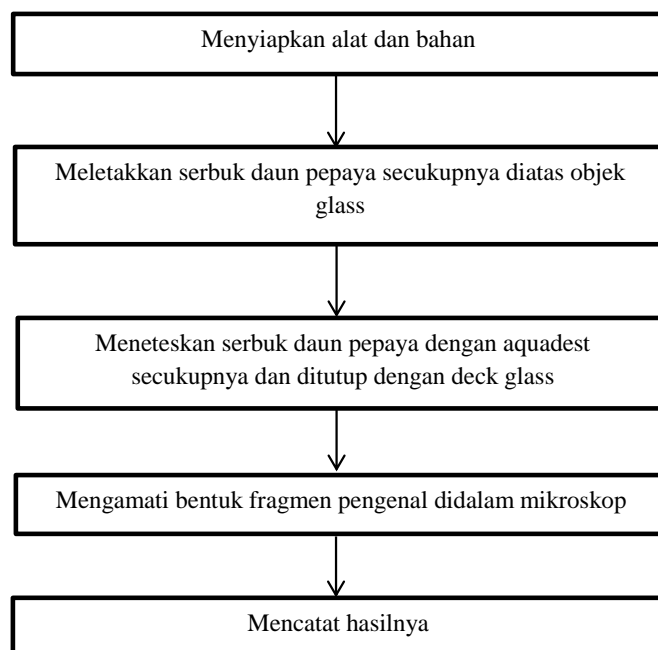 Menyiapkan alat dan bahan
Meletakkan serbuk daun pepaya secukupnya diatas objek
glass
Meneteskan serbuk daun pepaya dengan aquadest
secukupnya dan ditutup dengan deck glass
Mengamati bentuk fragmen pengenal didalam mikroskop
Mencatat hasilnya